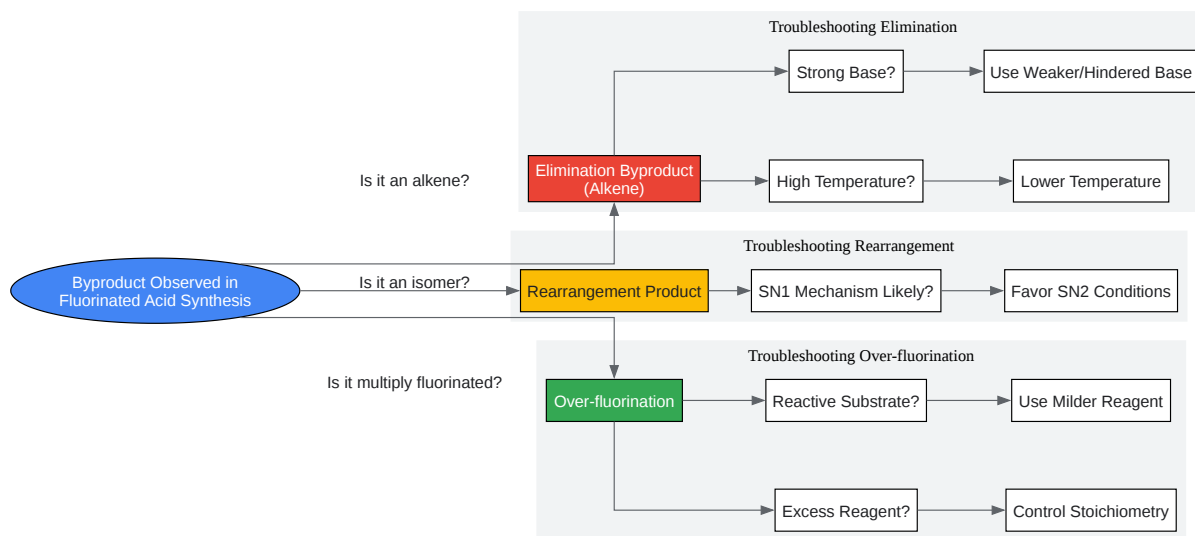 Troubleshooting Elimination
Strong Base?
Use Weaker/Hindered Base
Is it an alkene?
Elimination Byproduct
(Alkene)
High Temperature?
Lower Temperature
Troubleshooting Rearrangement
Byproduct Observed in
Fluorinated Acid Synthesis
Is it an isomer?
Rearrangement Product
SN1 Mechanism Likely?
Favor SN2 Conditions
Troubleshooting Over-fluorination
Is it multiply fluorinated?
Over-fluorination
Reactive Substrate?
Use Milder Reagent
Excess Reagent?
Control Stoichiometry